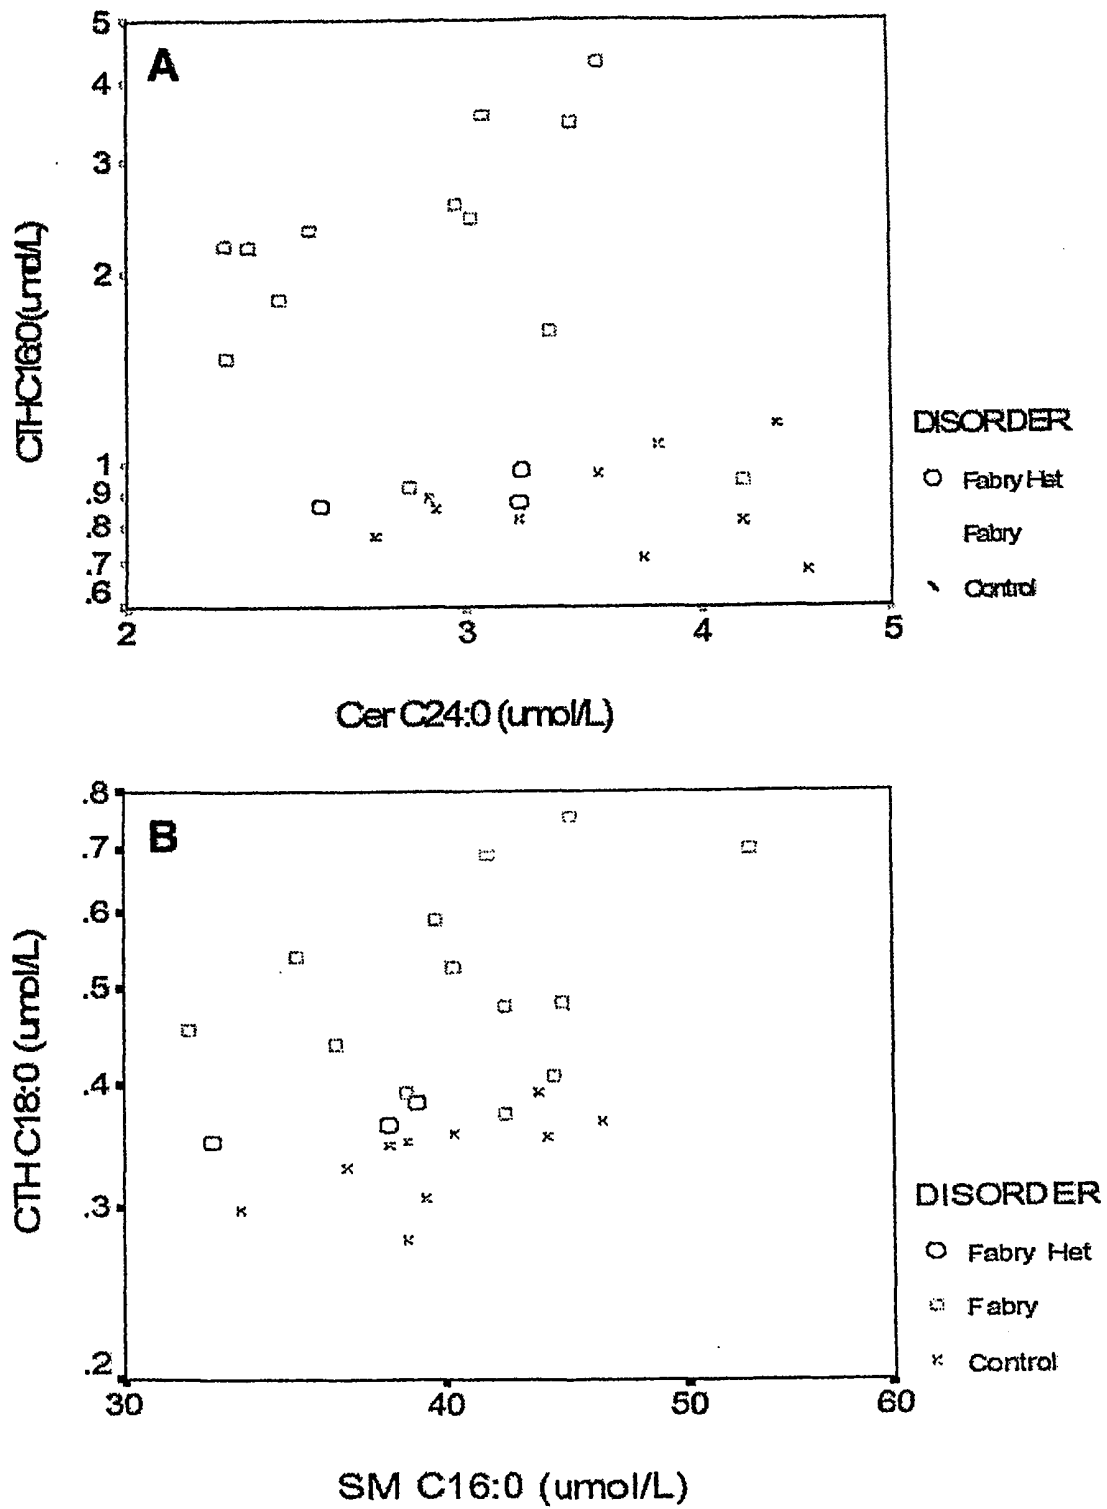 A
5
4
3
2
1
.9
.8
.7
.6
2 3 4 5
CTHC16:0(umol/L)
Cer C24:0 (umol/L)
DISORDER
Fabry Het
Fabry
Control
B
.8
.7
.6
.5
.4
.3
.2
30 40 50 60
CTH C18:0 (umol/L)
SM C16:0 (umol/L)
DISORDER
Fabry Het
Fabry
Control